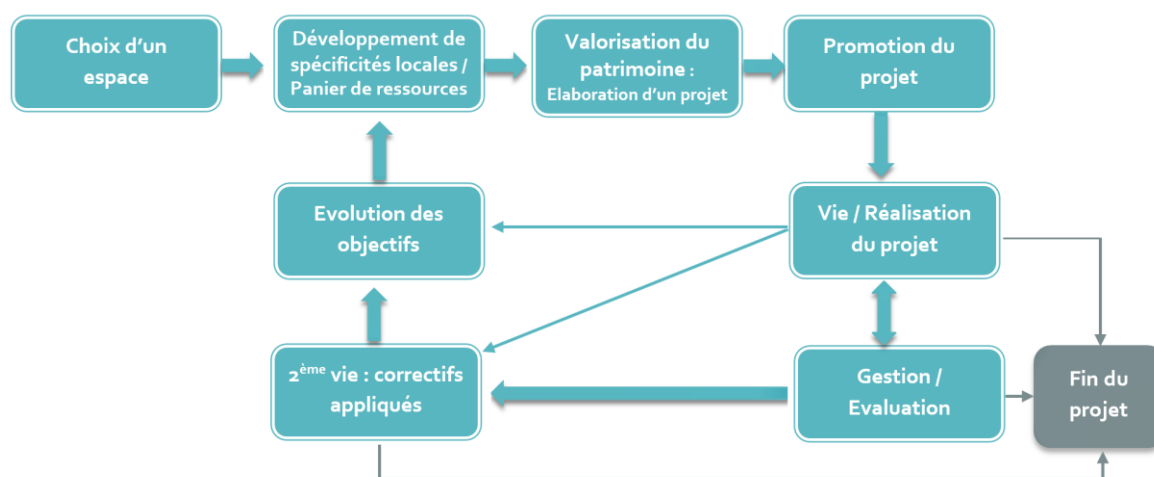 Choix d'un
espace
Développement de
spécificités locales /
Panier de ressources
Valorisation du
patrimoine :
Elaboration d'un projet
Promotion du
projet
Evolution des
objectifs
Vie / Réalisation
du projet
2ème vie : correctifs
appliqués
Gestion /
Evaluation
Fin du
projet